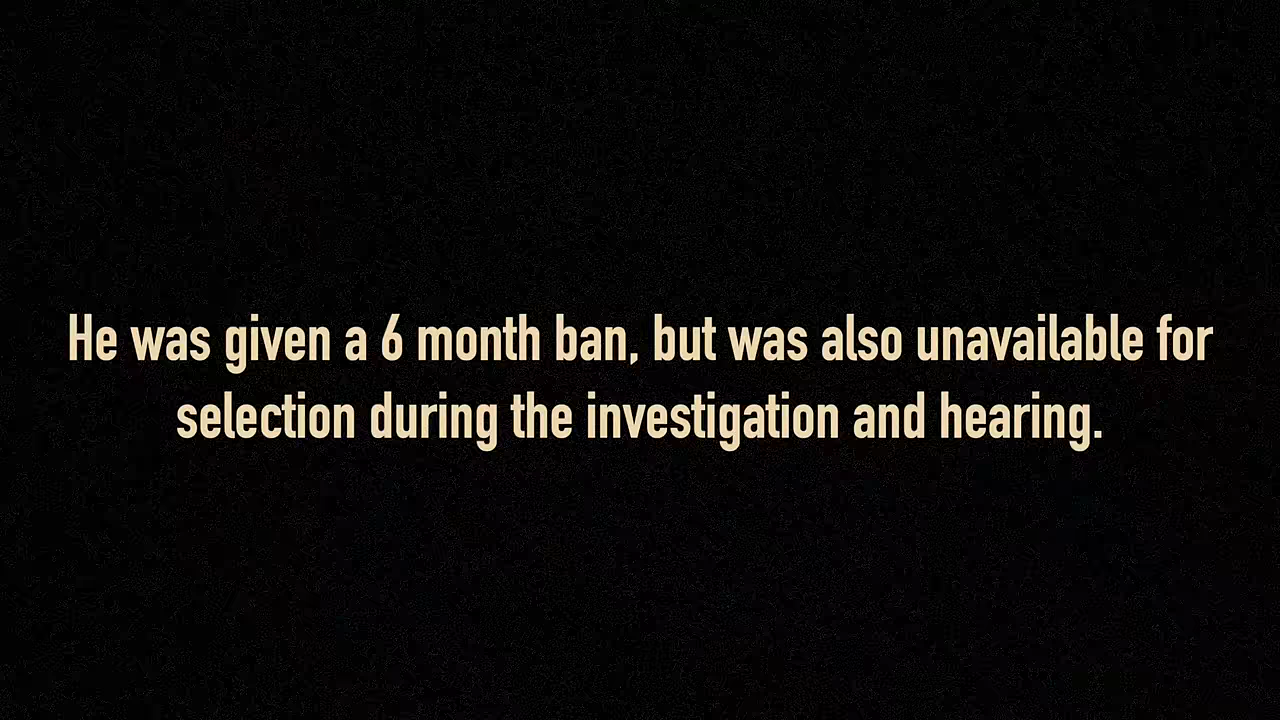 He was given a 6 month ban, but was also unavailable for
selection during the investigation and hearing.